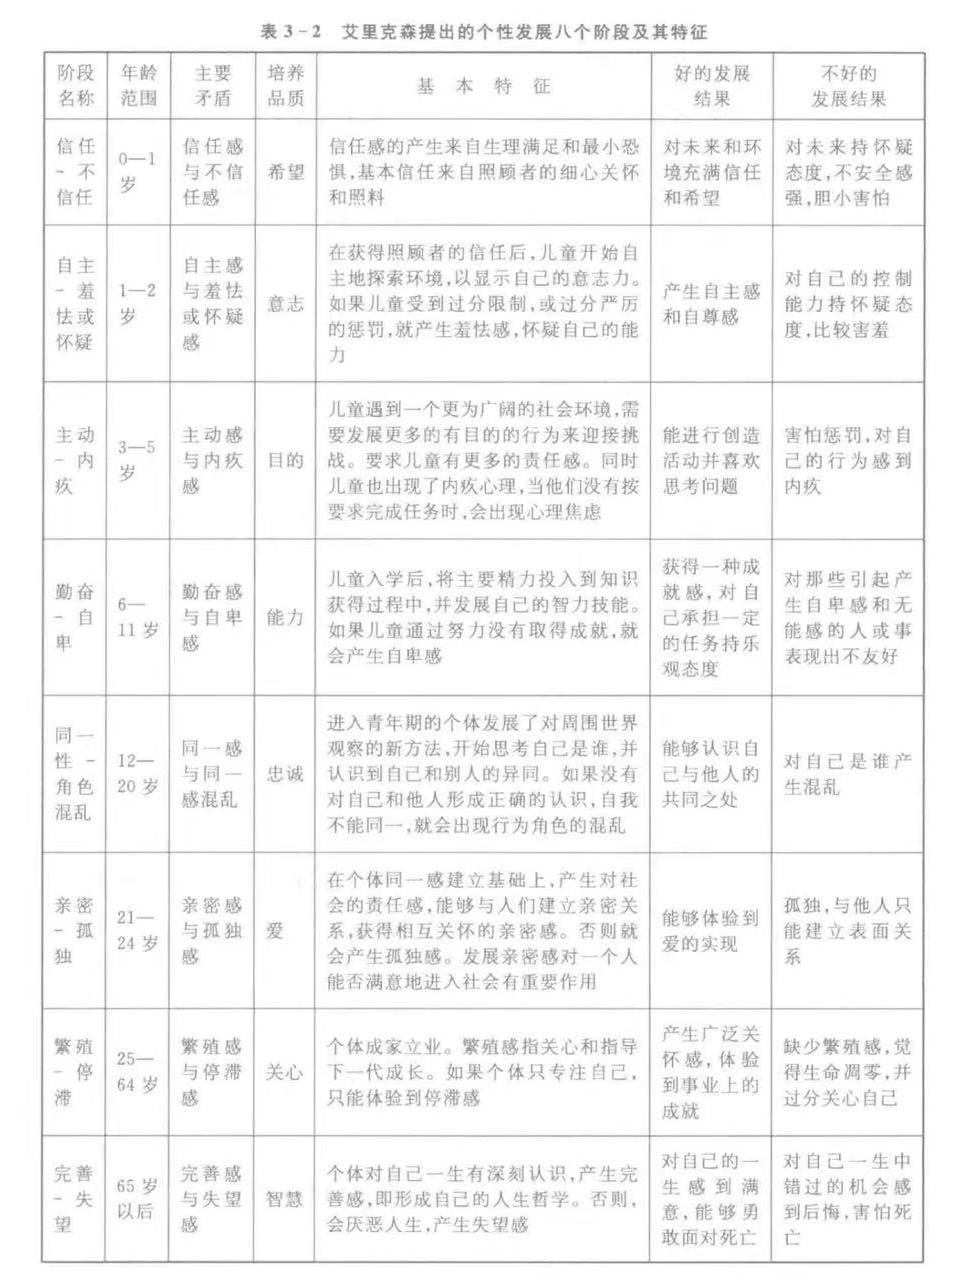 表 3-2 艾里克森提出的个性发展八个阶段及其特征
阶段
名称
年龄
范围
主要
矛盾
培养
品质
基本特征
好的发展
结果
不好的
发展结果
信任
- 不
信任
0—1
岁
信任感
与不信
任感
希望
信任感的产生来自生理满足和最小恐
惧,基本信任来自照顾者的细心关怀
和照料
对未来和环
境充满信任
和希望
对未来持怀疑
态度,不安全感
强,胆小害怕
自主
- 羞
怯或
怀疑
1—2
岁
自主感
与羞怯
或怀疑
感
意志
在获得照顾者的信任后,儿童开始自
主地探索环境,以显示自己的意志力。
如果儿童受到过分限制,或过分严厉
的惩罚,就产生羞怯感,怀疑自己的能
力
产生自主感
和自尊感
对自己的控制
能力持怀疑态
度,比较害羞
主动
- 内
疚
3—5
岁
主动感
与内疚
感
目的
儿童遇到一个更为广阔的社会环境,需
要发展更多的有目的的行为来迎接挑
战。要求儿童有更多的责任感。同时
儿童也出现了内疚心理,当他们没有按
要求完成任务时,会出现心理焦虑
能进行创造
活动并喜欢
思考问题
害怕惩罚,对自
己的行为感到
内疚
勤奋
- 自
卑
6—
11 岁
勤奋感
与自卑
感
能力
儿童入学后,将主要精力投入到知识
获得过程中,并发展自己的智力技能。
如果儿童通过努力没有取得成就,就
会产生自卑感
获得一种成
就感,对自
己承担一定
的任务持乐
观态度
对那些引起产
生自卑感和无
能感的人或事
表现出不友好
同一
性 -
角色
混乱
12—
20 岁
同一感
与同一
感混乱
忠诚
进入青年期的个体发展了对周围世界
观察的新方法,开始思考自己是谁,并
认识到自己和别人的异同。如果没有
对自己和他人形成正确的认识,自我
不能同一,就会出现行为角色的混乱
能够认识自
己与他人的
共同之处
对自己是谁产
生混乱
亲密
- 孤
独
21—
24 岁
亲密感
与孤独
感
爱
在个体同一感建立基础上,产生对社
会的责任感,能够与人们建立亲密关
系,获得相互关怀的亲密感。否则就
会产生孤独感。发展亲密感对一个人
能否满意地进入社会有重要作用
能够体验到
爱的实现
孤独,与他人只
能建立表面关
系
繁殖
- 停
滞
25—
64 岁
繁殖感
与停滞
感
关心
个体成家立业。繁殖感指关心和指导
下一代成长。如果个体只专注自己,
只能体验到停滞感
产生广泛关
怀感,体验
到事业上的
成就
缺少繁殖感,觉
得生命凋零,并
过分关心自己
完善
- 失
望
65 岁
以后
完善感
与失望
感
智慧
个体对自己一生有深刻认识,产生完
善感,即形成自己的人生哲学。否则,
会厌恶人生,产生失望感
对自己的一
生感到满
意,能够勇
敢面对死亡
对自己一生中
错过的机会感
到后悔,害怕死
亡